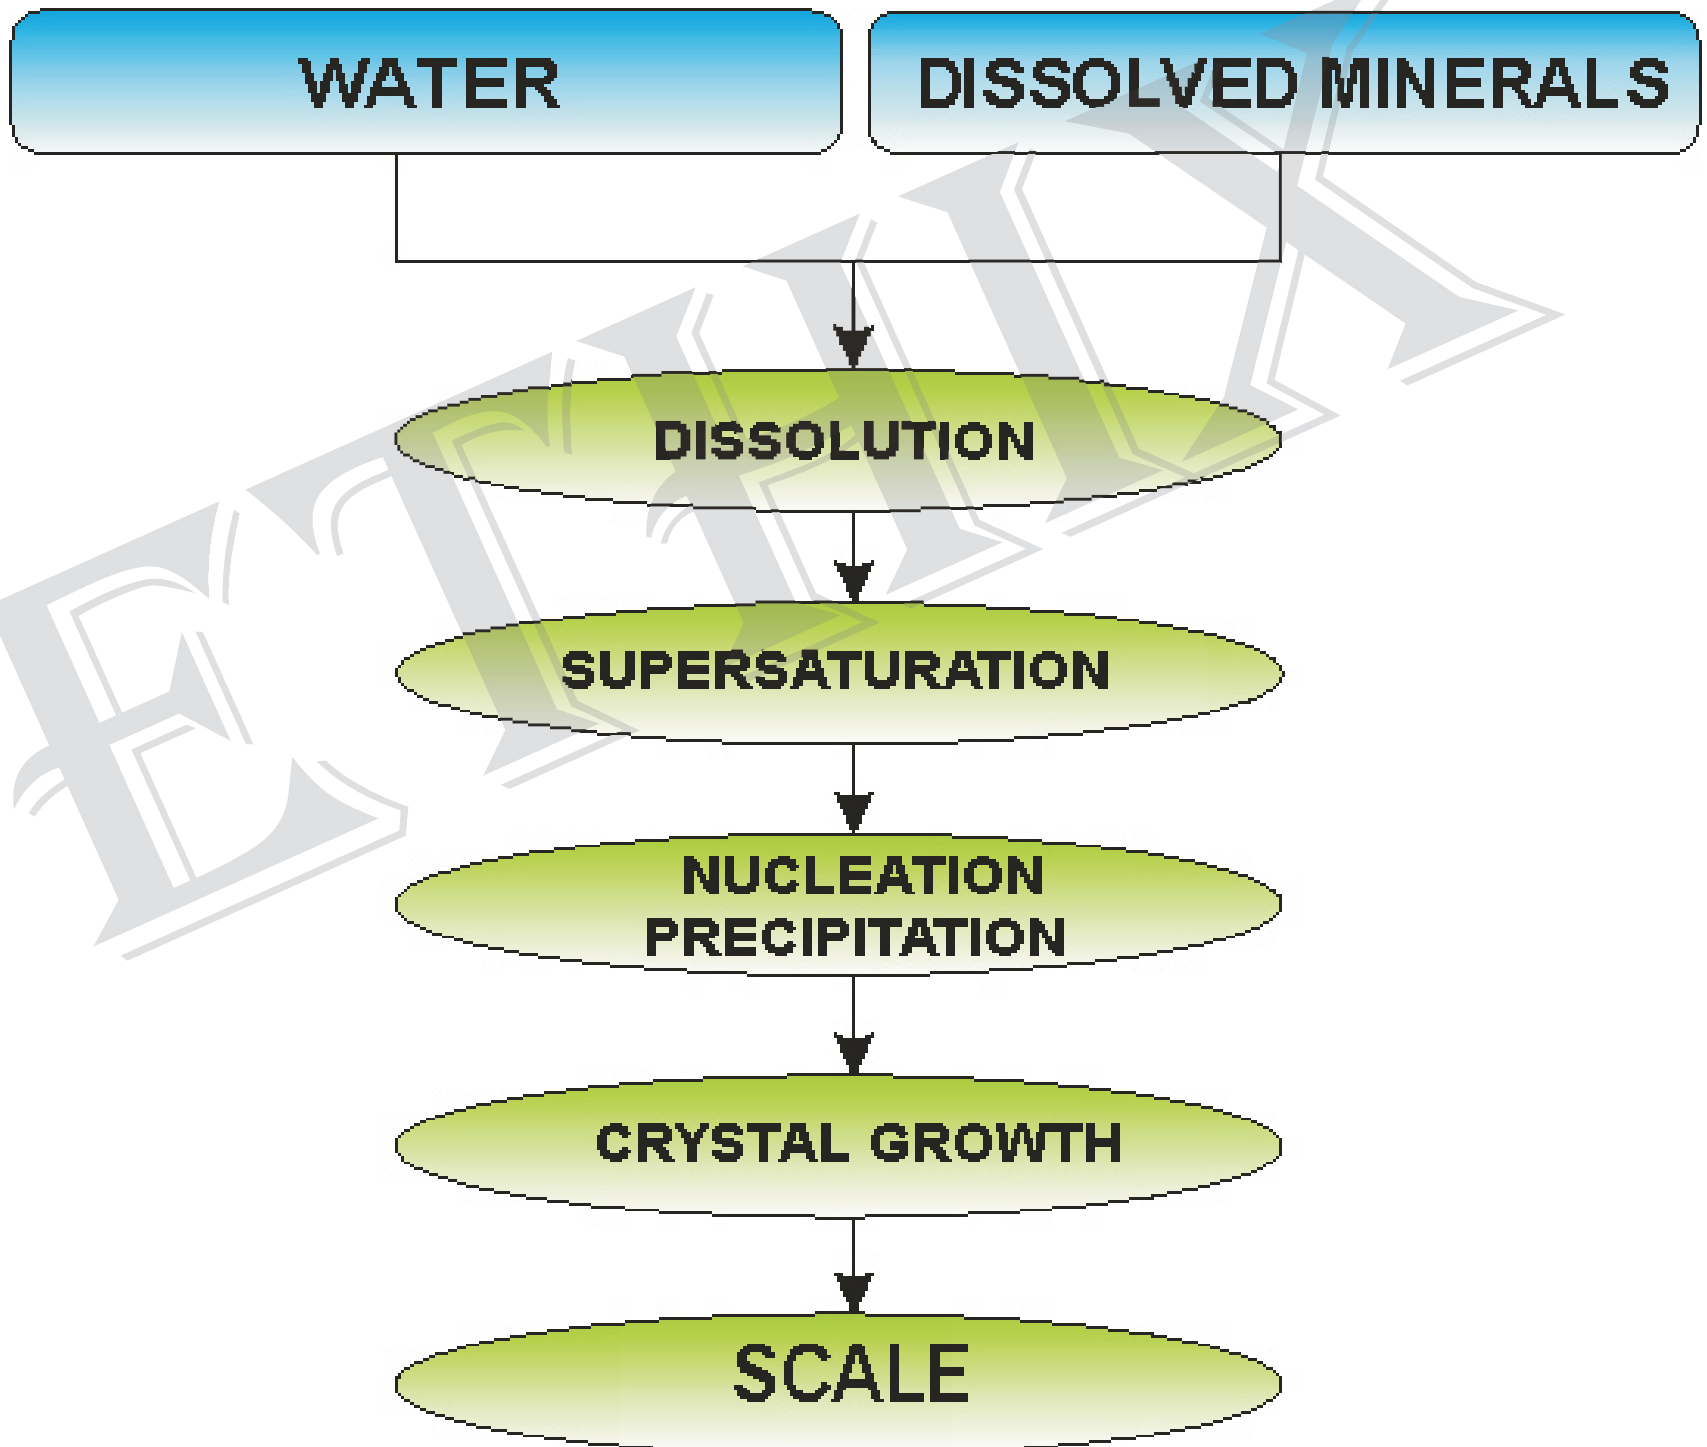 WATER
DISSOLVED MINERALS
DISSOLUTION
SUPERSATURATION
NUCLEATION
PRECIPITATION
CRYSTAL GROWTH
SCALE
ETHIX